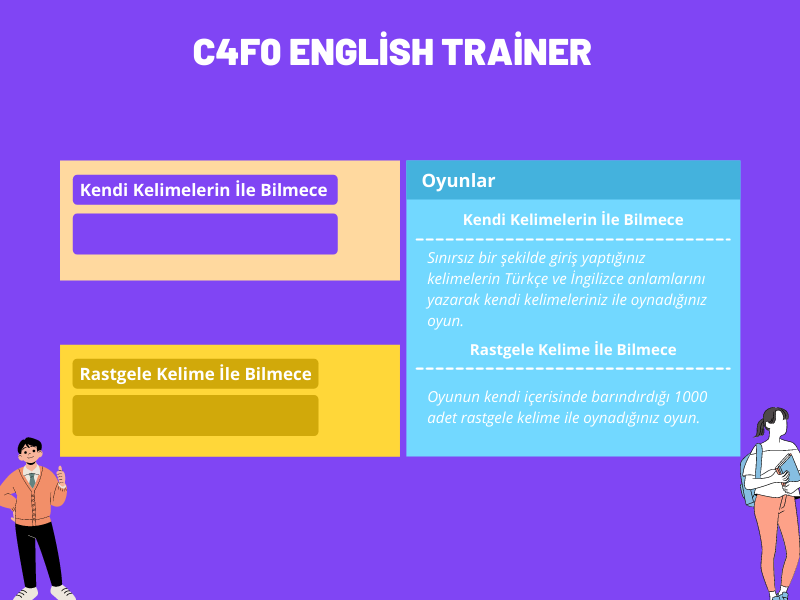 C4F0 ENGLİSH TRAİNER
Kendi Kelimelerin İle Bilmece
Rastgele Kelime İle Bilmece
Oyunlar
Kendi Kelimelerin İle Bilmece
Sınırsız bir şekilde giriş yaptığınız
kelimelerin Türkçe ve İngilizce anlamlarını
yazarak kendi kelimeleriniz ile oynadığınız
oyun.
Rastgele Kelime İle Bilmece
Oyunun kendi içerisinde barındırdığı 1000
adet rastgele kelime ile oynadığınız oyun.